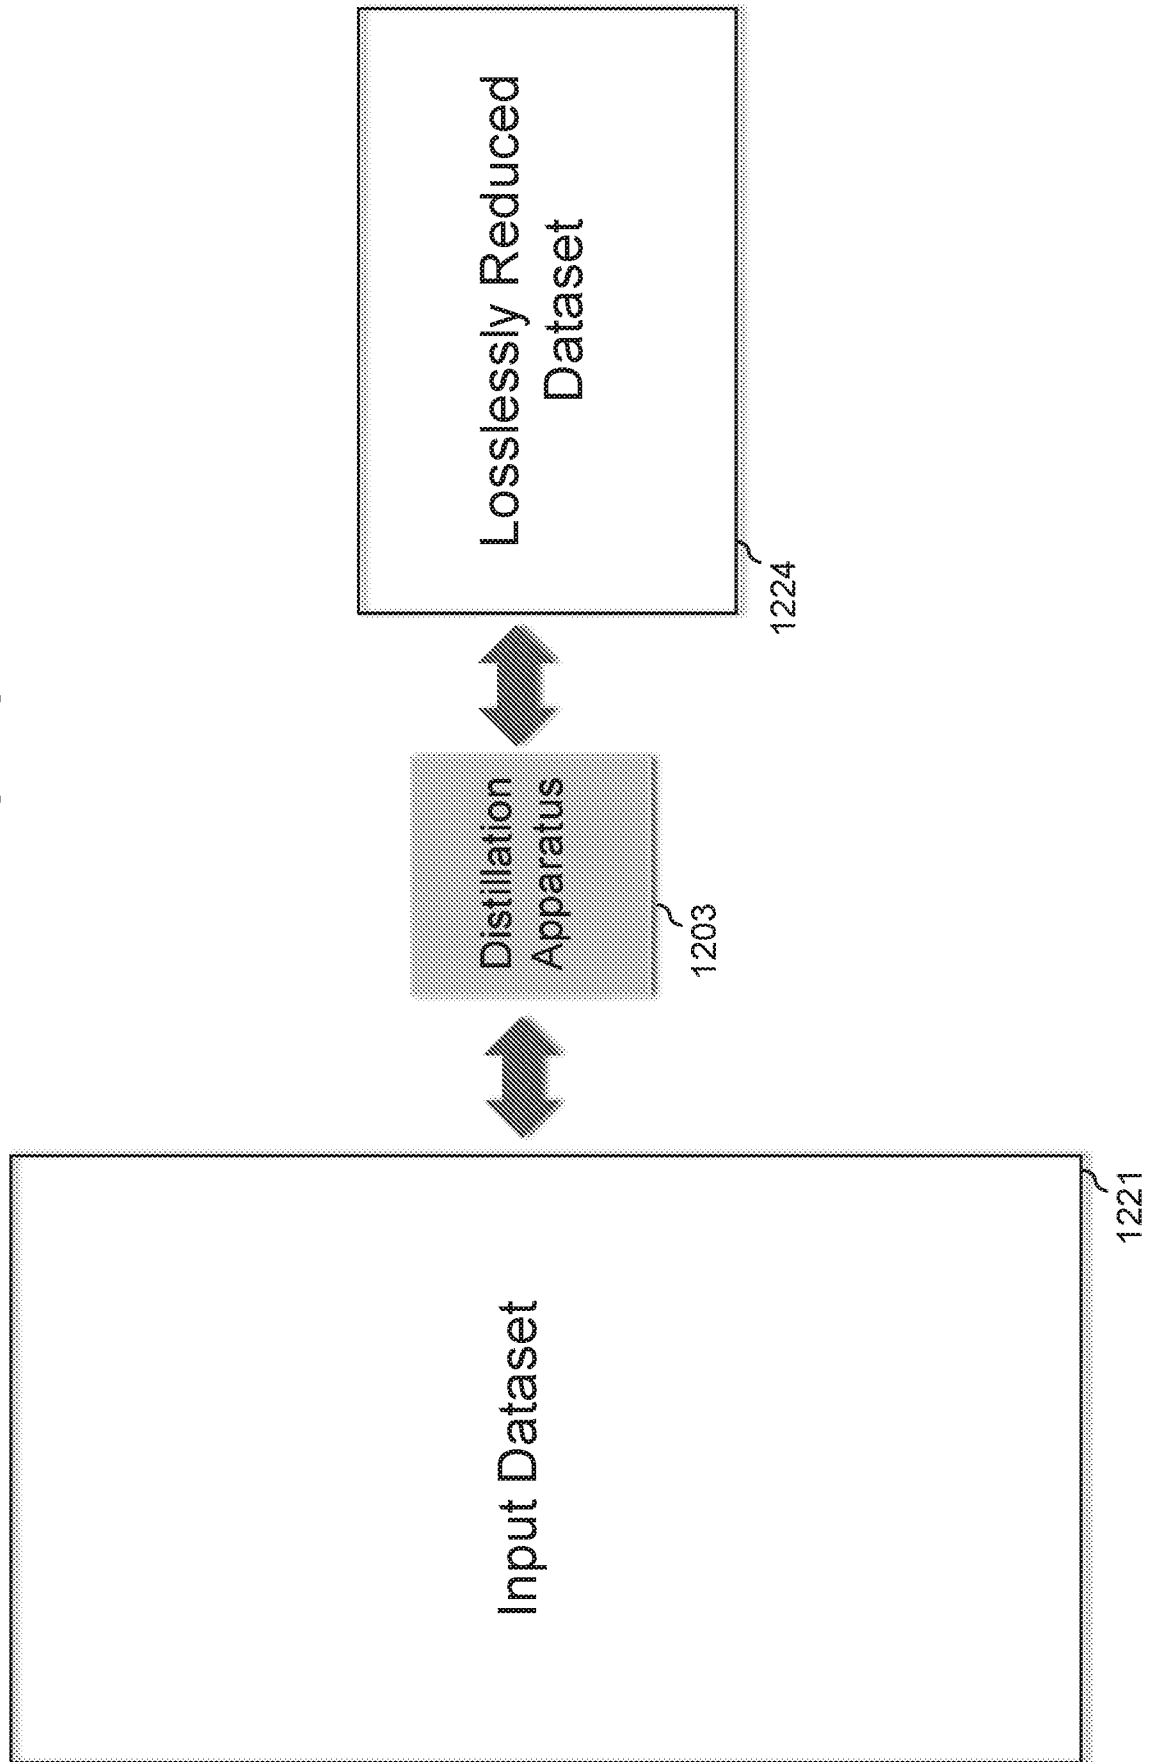 Input Dataset
1221
Distillation
Apparatus
1203
Losslessly Reduced
Dataset
1224